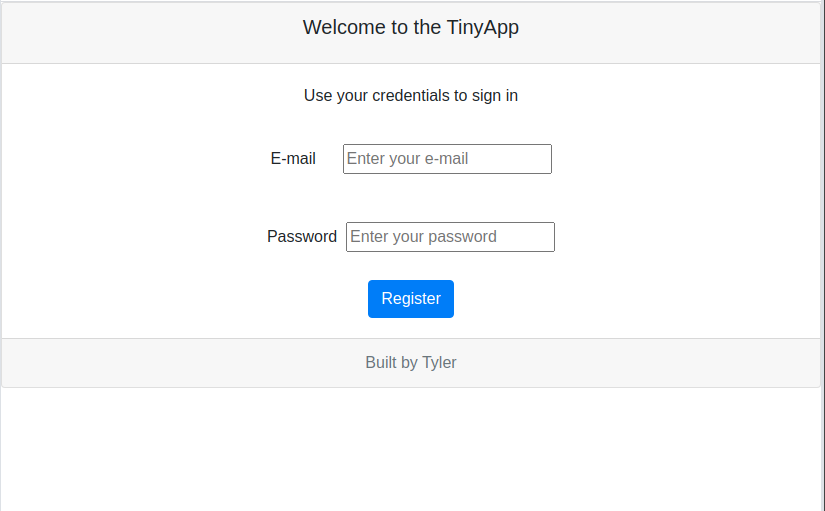 Welcome to the TinyApp
Use your credentials to sign in
E-mail Enter your e-mail
Password Enter your password
Register
Built by Tyler